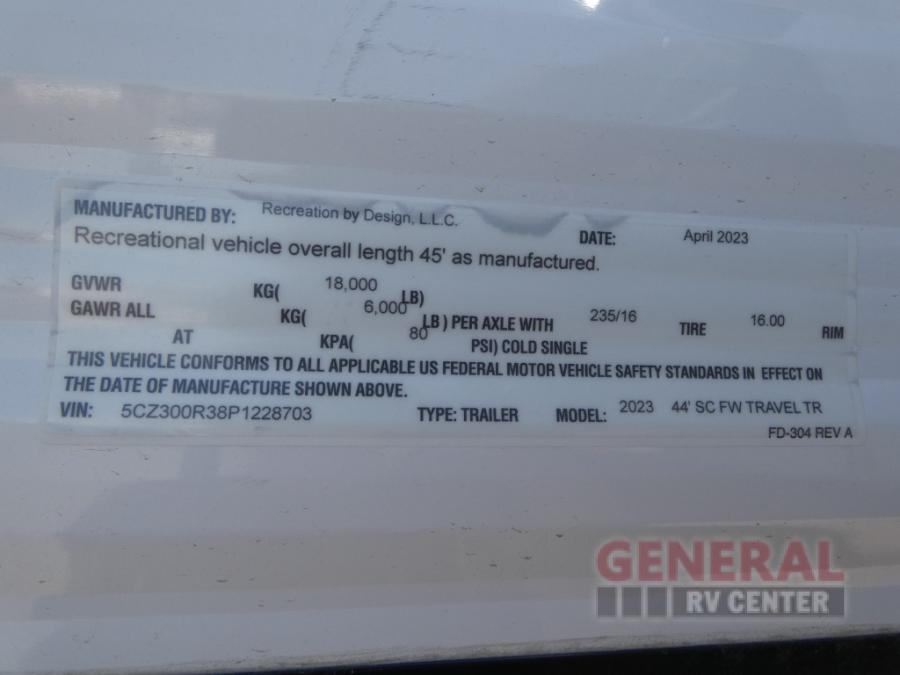 MANUFACTURED BY: Recreation by Design, L.L.C. DATE: April 2023
Recreational vehicle overall length 45' as manufactured.
GVWR KG( 18,000 LB)
GAWR ALL KG( 6,000 LB) PER AXLE WITH 235/16 TIRE 16.00 RIM
AT KPA( 80 PSI) COLD SINGLE
THIS VEHICLE CONFORMS TO ALL APPLICABLE US FEDERAL MOTOR VEHICLE SAFETY STANDARDS IN EFFECT ON
THE DATE OF MANUFACTURE SHOWN ABOVE.
VIN: 5CZ300R38P1228703 TYPE: TRAILER MODEL: 2023 44' SC FW TRAVEL TR
FD-304 REV A
GENERAL
RV CENTER